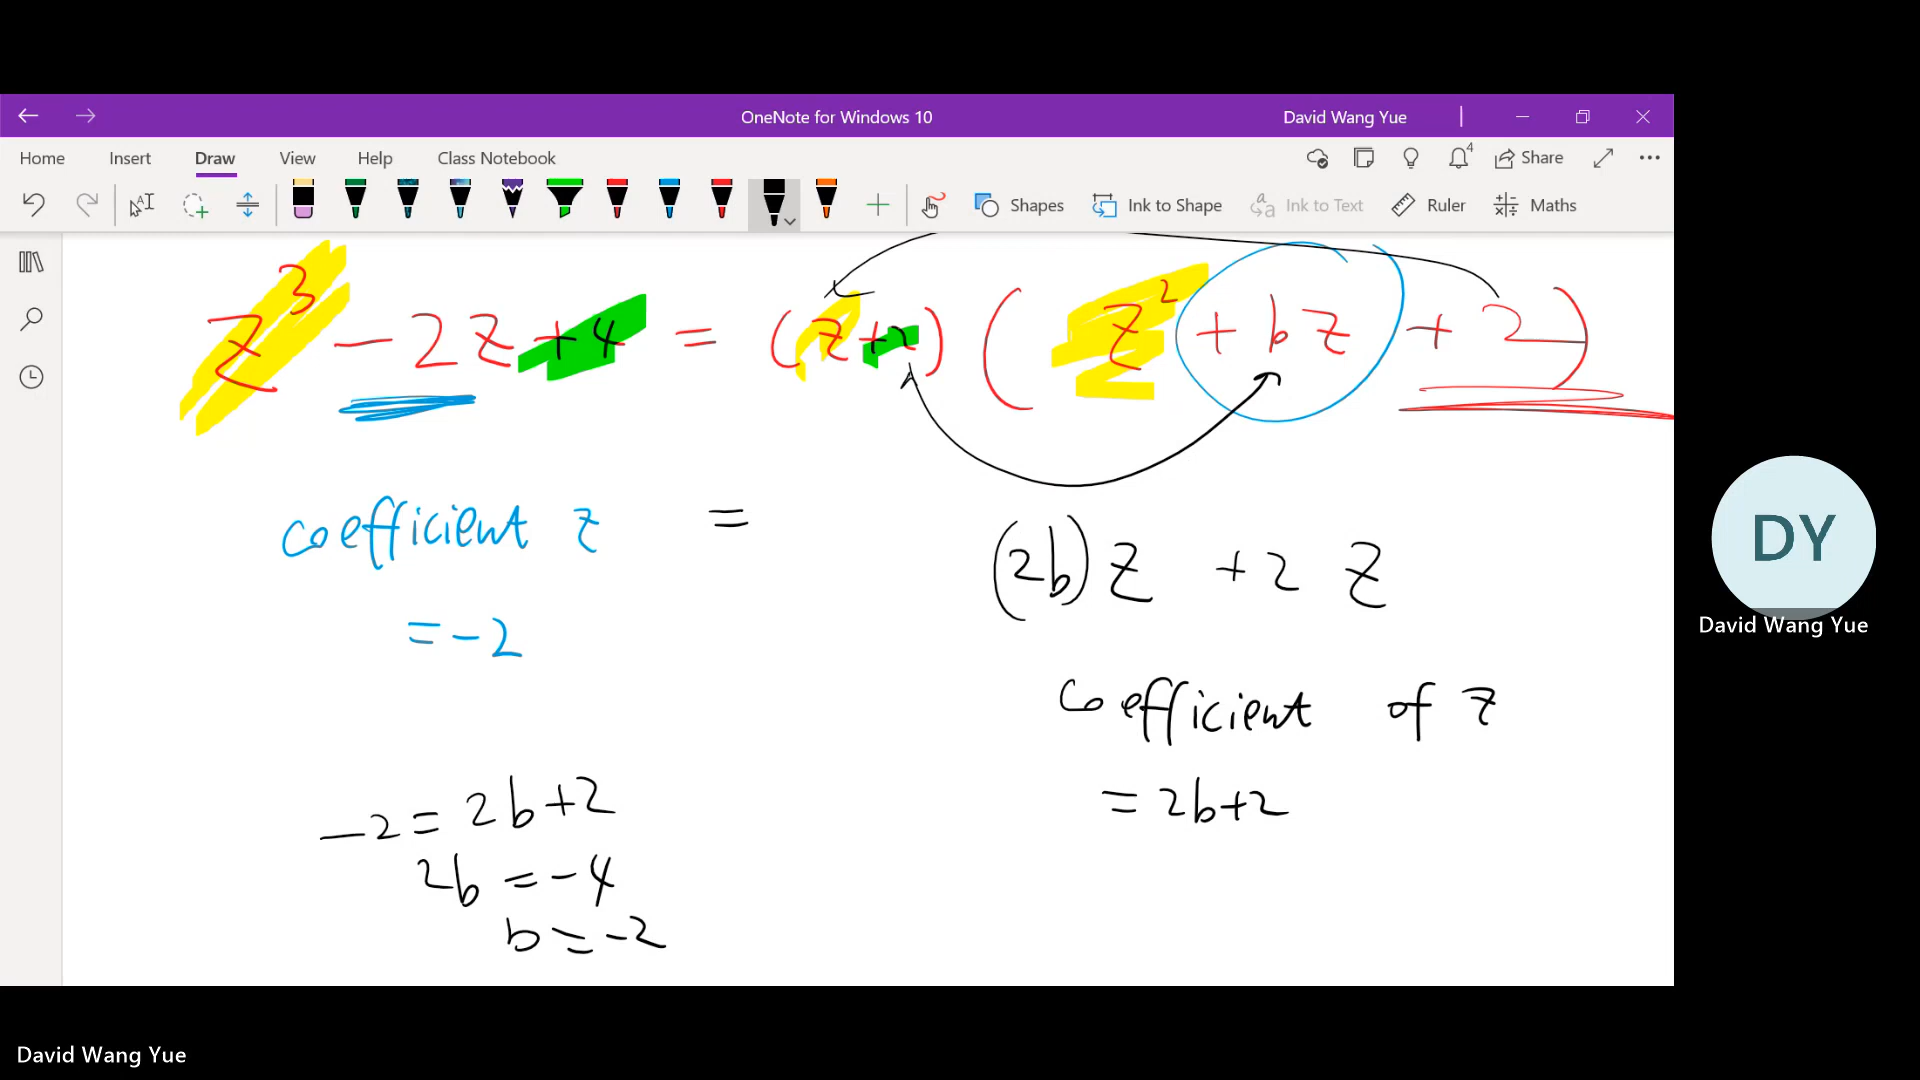 OneNote for Windows 10
David Wang Yue
Home Insert Draw View Help Class Notebook
4
Share
Shapes Ink to Shape Ink to Text Ruler Maths
z³ - 2z + 4 = (z + 2)(z² + bz + 2)
coefficient z =
= -2
(2b)z + 2 z
coefficient of z
= 2b+2
-2 = 2b+2
2b = -4
b = -2
DY
David Wang Yue
David Wang Yue